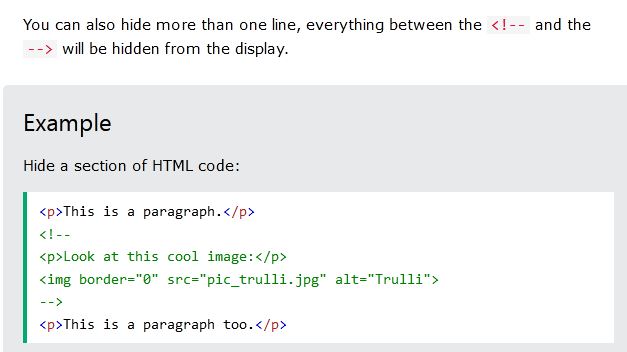 You can also hide more than one line, everything between the <!-- and the
--> will be hidden from the display.
Example
Hide a section of HTML code:
<p>This is a paragraph.</p>
<!--
<p>Look at this cool image:</p>
<img border="0" src="pic_trulli.jpg" alt="Trulli">
-->
<p>This is a paragraph too.</p>